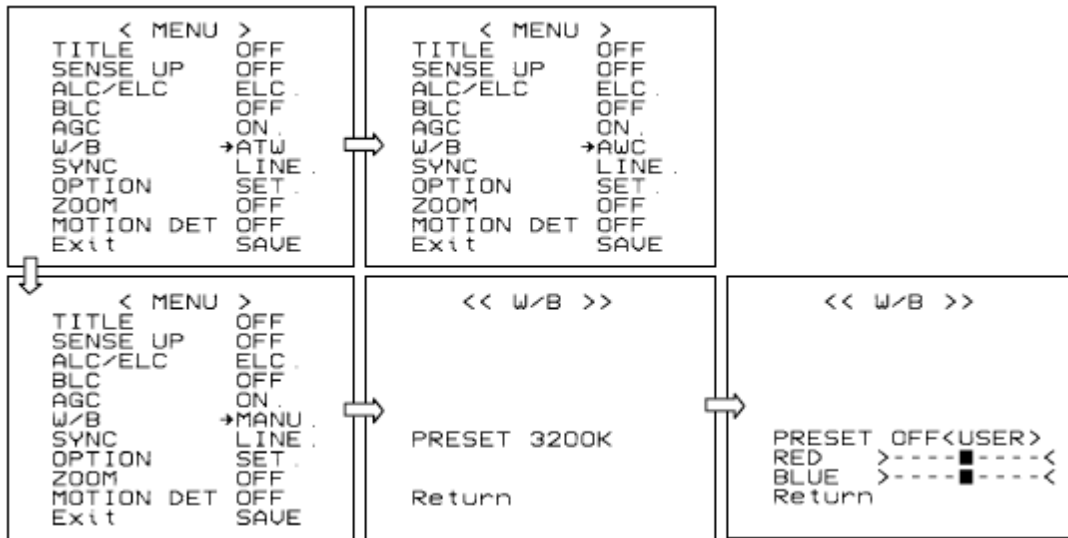 < MENU >
TITLE OFF
SENSE UP OFF
ALC/ELC ELC.
BLC OFF
AGC ON.
W/B →ATW
SYNC LINE.
OPTION SET.
ZOOM OFF
MOTION DET OFF
Exit SAVE
< MENU >
TITLE OFF
SENSE UP OFF
ALC/ELC ELC.
BLC OFF
AGC ON.
W/B →AWC
SYNC LINE.
OPTION SET.
ZOOM OFF
MOTION DET OFF
Exit SAVE
< MENU >
TITLE OFF
SENSE UP OFF
ALC/ELC ELC.
BLC OFF
AGC ON.
W/B →MANU.
SYNC LINE.
OPTION SET.
ZOOM OFF
MOTION DET OFF
Exit SAVE
<< W/B >>
PRESET 3200K
Return
<< W/B >>
PRESET OFF<USER>
RED >----■----<
BLUE >----■----<
Return